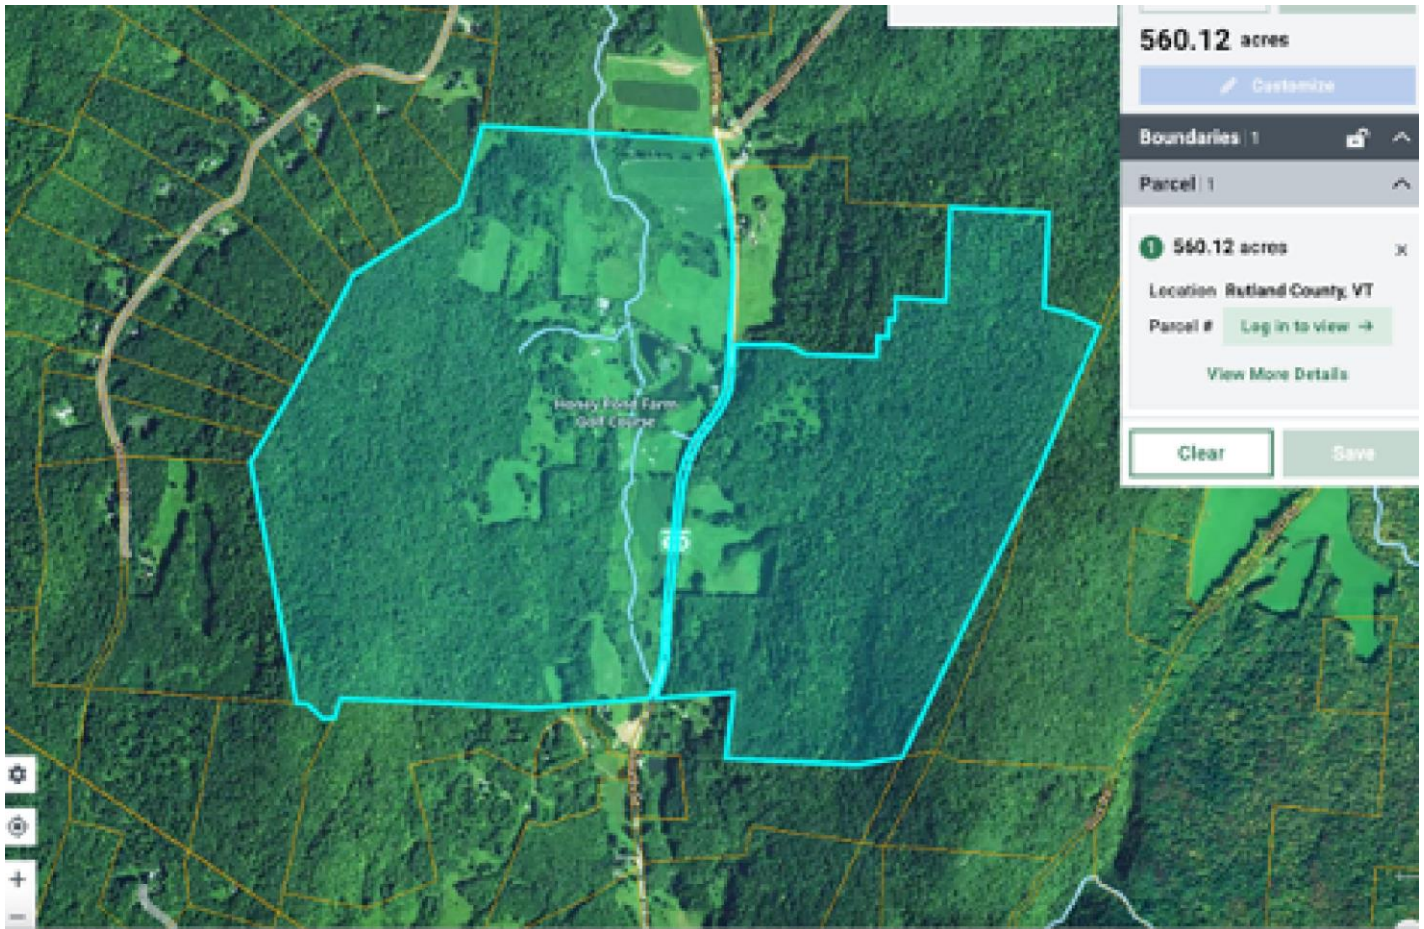 560.12 acres
Customize
Boundaries | 1
Parcel | 1
1 560.12 acres
×
Location Rutland County, VT
Parcel # Log in to view →
View More Details
Clear
Save
Honey Pond Farm
Golf Course